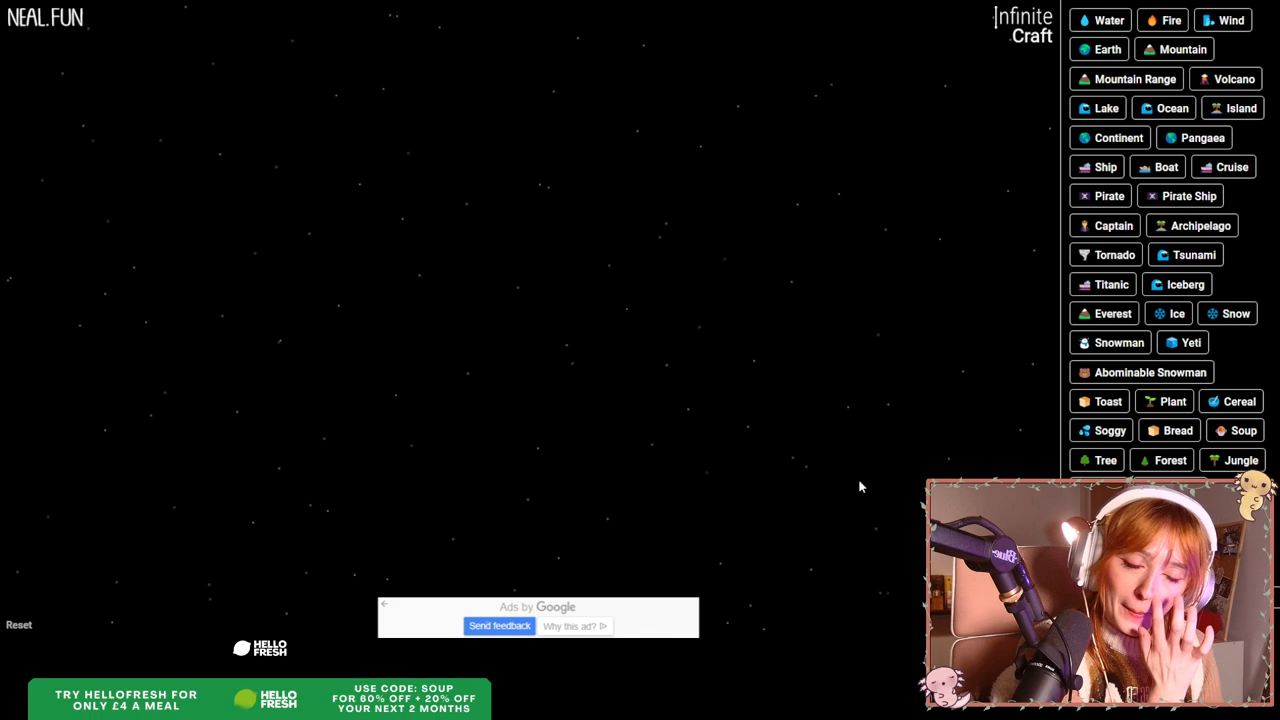 NEAL.FUN
Infinite
Craft
Water Fire Wind
Earth Mountain
Mountain Range Volcano
Lake Ocean Island
Continent Pangaea
Ship Boat Cruise
Pirate Pirate Ship
Captain Archipelago
Tornado Tsunami
Titanic Iceberg
Everest Ice Snow
Snowman Yeti
Abominable Snowman
Toast Plant Cereal
Soggy Bread Soup
Tree Forest Jungle
Blue
Ads by Google
Send feedback Why this ad?
Reset
HELLO
FRESH
TRY HELLOFRESH FOR
ONLY £4 A MEAL
HELLO
FRESH
USE CODE: SOUP
FOR 60% OFF + 20% OFF
YOUR NEXT 2 MONTHS